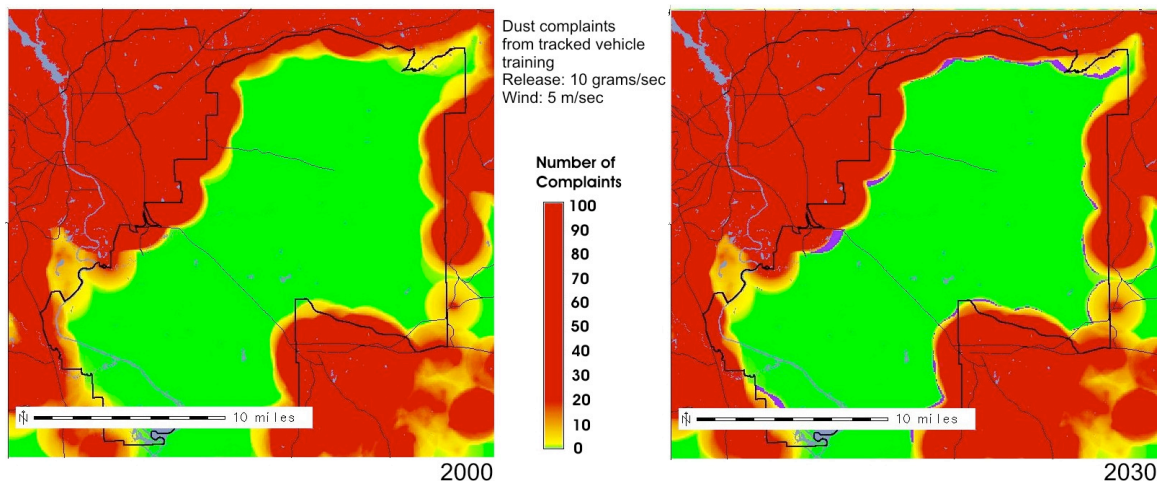 Dust complaints
from tracked vehicle
training
Release: 10 grams/sec
Wind: 5 m/sec
Number of
Complaints
100
90
80
70
60
50
40
30
20
10
0
N
10 miles
2000
N
10 miles
2030